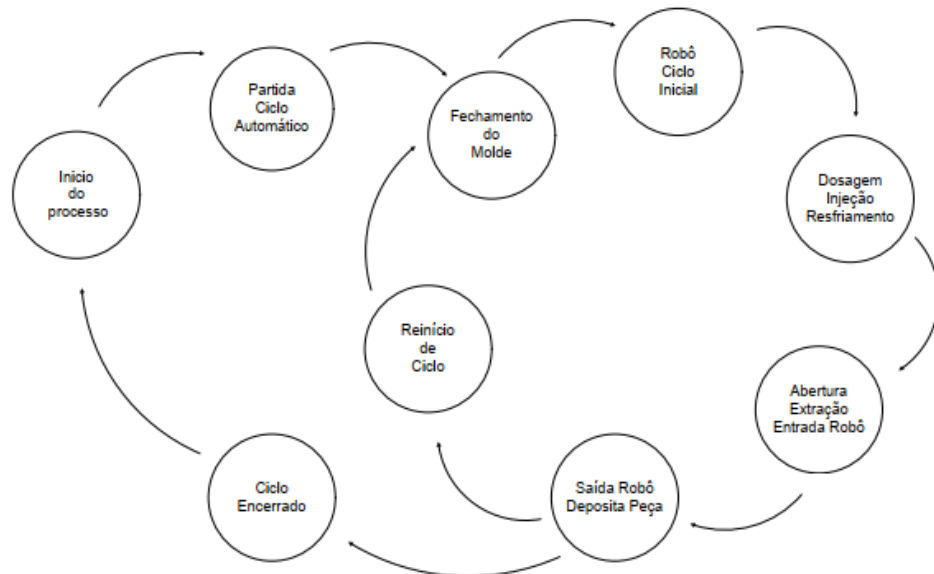 Inicio
do
processo
Partida
Ciclo
Automático
Fechamento
do
Molde
Robô
Ciclo
Inicial
Dosagem
Injeção
Resfriamento
Abertura
Extração
Entrada Robô
Saída Robô
Deposita Peça
Reinício
de
Ciclo
Ciclo
Encerrado